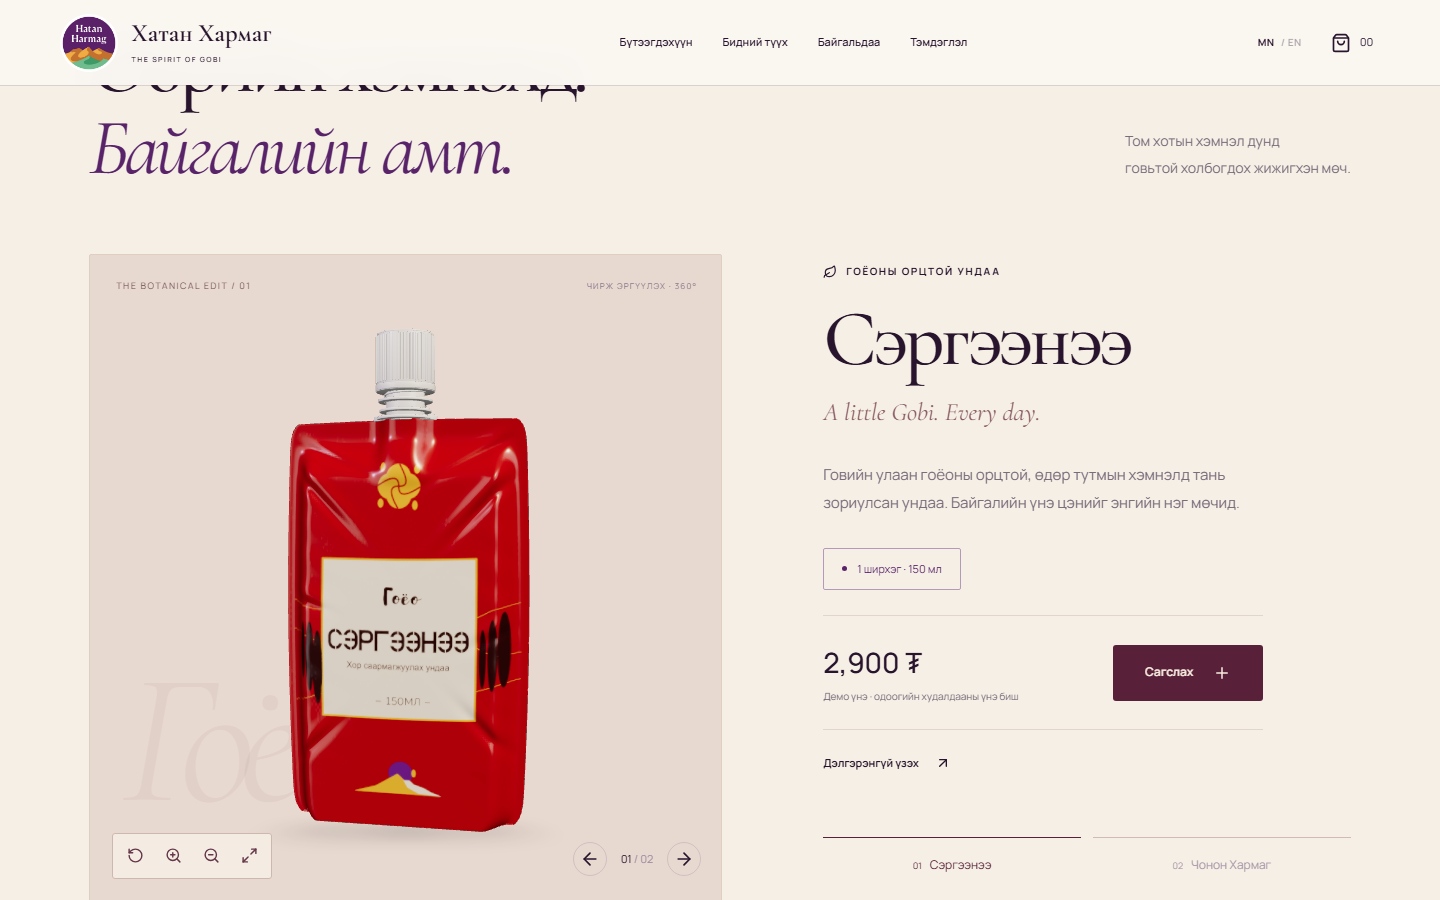 Hatan
Harmag
Хатан Хармаг
THE SPIRIT OF GOBI
Бүтээгдэхүүн
Бидний түүх
Байгальдаа
Тэмдэглэл
MN / EN
00
Байгалийн амт.
Том хотын хэмнэл дунд
говьтой холбогдох жижигхэн мөч.
THE BOTANICAL EDIT / 01
ЧИРЖ ЭРГҮҮЛЭХ · 360°
Гоёо
СЭРГЭЭНЭЭ
Хор саармагжуулах ундаа
– 150МЛ –
Гоё
01 / 02
ГОЁОНЫ ОРЦТОЙ УНДАА
Сэргээнээ
A little Gobi. Every day.
Говийн улаан гоёоны орцтой, өдөр тутмын хэмнэлд тань
зориулсан ундаа. Байгалийн үнэ цэнийг энгийн нэг мөчид.
1 ширхэг · 150 мл
2,900 ₮
Демо үнэ · одоогийн худалдааны үнэ биш
Сагслах
Дэлгэрэнгүй үзэх
01 Сэргээнээ
02 Чонон Хармаг